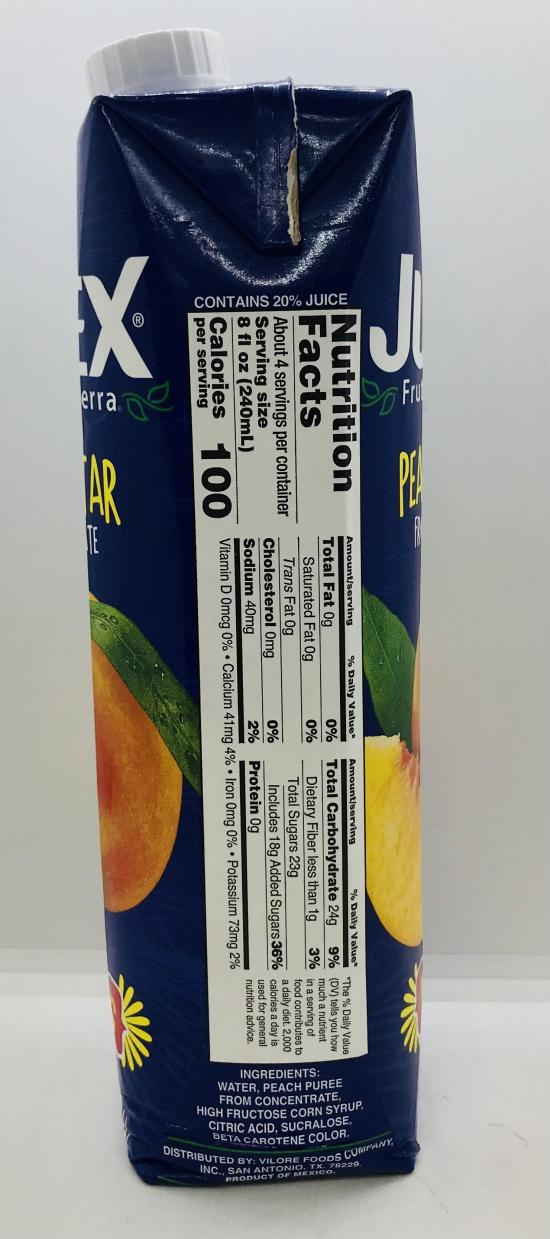 EX®
erra®
TAR
TE
JU
Fru
PEA
CONTAINS 20% JUICE
Nutrition
Facts
About 4 servings per container
Serving size
8 fl oz (240mL)
Calories 100
per serving
Amount/serving % Daily Value*
Total Fat 0g 0%
Saturated Fat 0g 0%
Trans Fat 0g
Cholesterol 0mg 0%
Sodium 40mg 2%
Amount/serving % Daily Value*
Total Carbohydrate 24g 9%
Dietary Fiber less than 1g 3%
Total Sugars 23g
Includes 18g Added Sugars 36%
Protein 0g
Vitamin D 0mcg 0% • Calcium 41mg 4% • Iron 0mg 0% • Potassium 73mg 2%
*The % Daily Value
(DV) tells you how
much a nutrient
in a serving of
food contributes to
a daily diet. 2,000
calories a day is
used for general
nutrition advice.
INGREDIENTS:
WATER, PEACH PUREE
FROM CONCENTRATE,
HIGH FRUCTOSE CORN SYRUP,
CITRIC ACID, SUCRALOSE,
BETA CAROTENE COLOR.
DISTRIBUTED BY: VILORE FOODS COMPANY,
INC., SAN ANTONIO, TX. 78229.
PRODUCT OF MEXICO.